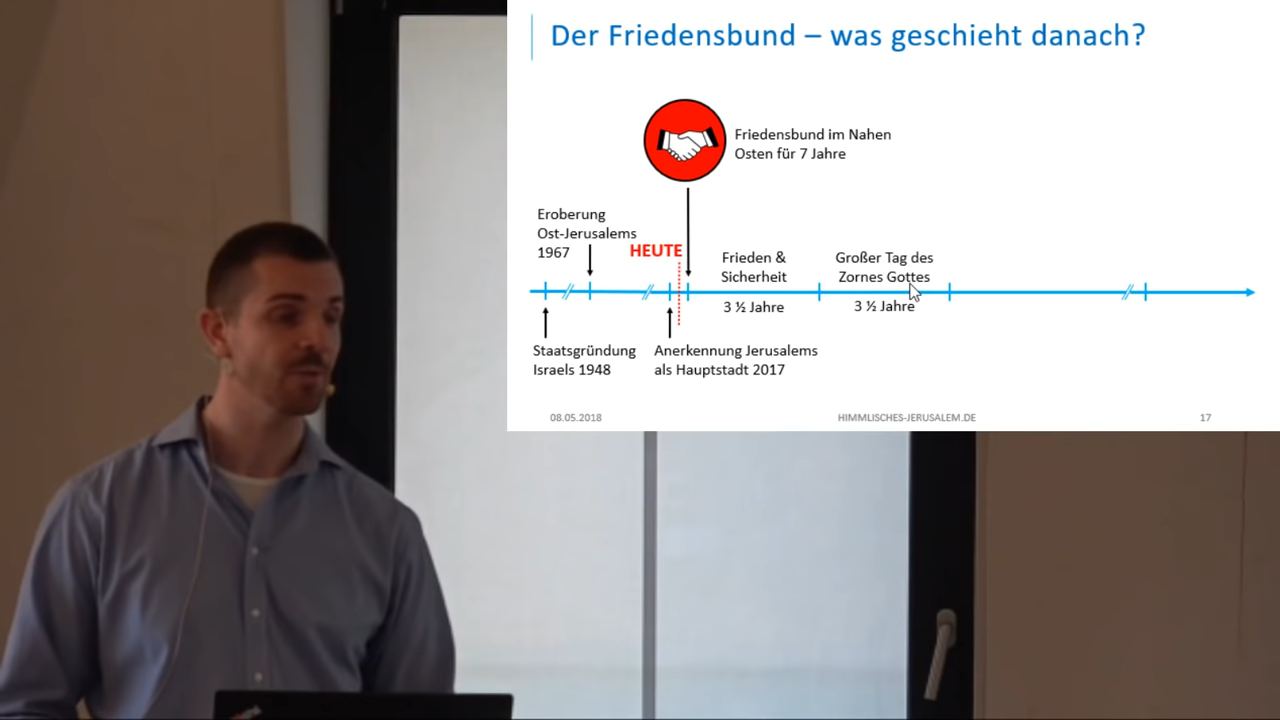 Der Friedensbund – was geschieht danach?
Friedensbund im Nahen
Osten für 7 Jahre
Eroberung
Ost-Jerusalems
1967
HEUTE
Frieden &
Sicherheit
3 ½ Jahre
Großer Tag des
Zornes Gottes
3 ½ Jahre
Staatsgründung
Israels 1948
Anerkennung Jerusalems
als Hauptstadt 2017
08.05.2018
HIMMLISCHES-JERUSALEM.DE
17